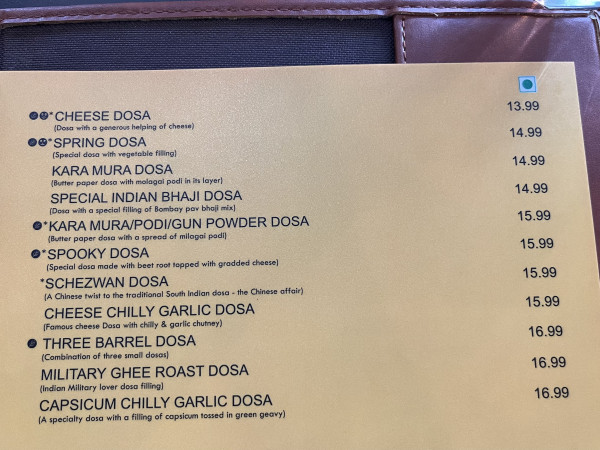 *CHEESE DOSA 13.99
(Dosa with a generous helping of cheese)
*SPRING DOSA 14.99
(Special dosa with vegetable filling)
KARA MURA DOSA 14.99
(Butter paper dosa with malagai podi in its layer)
SPECIAL INDIAN BHAJI DOSA 14.99
(Dosa with a special filling of Bombay pav bhaji mix)
*KARA MURA/PODI/GUN POWDER DOSA 15.99
(Butter paper dosa with a spread of milagai podi)
*SPOOKY DOSA 15.99
(Special dosa made with beet root topped with gradded cheese)
*SCHEZWAN DOSA 15.99
(A Chinese twist to the traditional South Indian dosa - the Chinese affair)
CHEESE CHILLY GARLIC DOSA 15.99
(Famous cheese Dosa with chilly & garlic chutney)
THREE BARREL DOSA 16.99
(Combination of three small dosas)
MILITARY GHEE ROAST DOSA 16.99
(Indian Military lover dosa filling)
CAPSICUM CHILLY GARLIC DOSA 16.99
(A specialty dosa with a filling of capsicum tossed in green geavy)